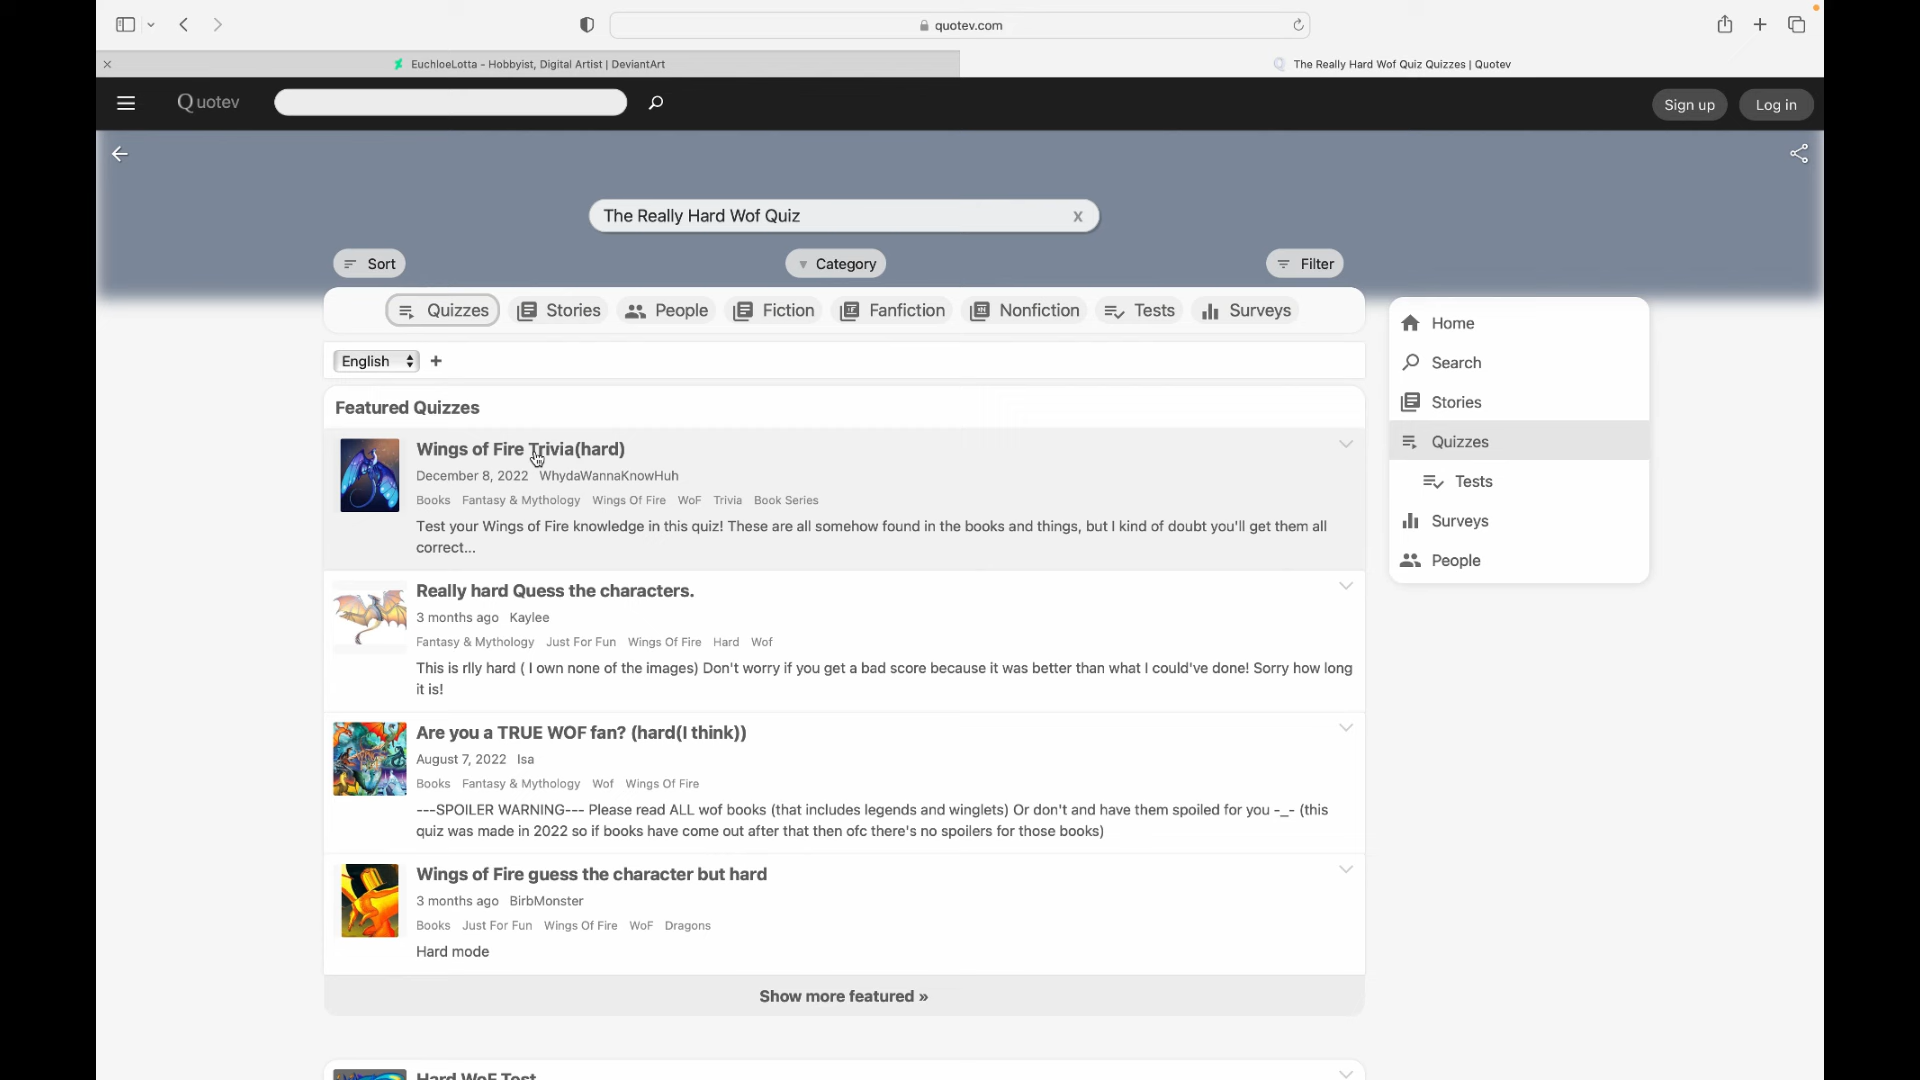 quotev.com
EuchloeLotta - Hobbyist, Digital Artist | DeviantArt
The Really Hard Wof Quiz Quizzes | Quotev
Quotev
Sign up
Log in
The Really Hard Wof Quiz
x
Sort
Category
Filter
Quizzes
Stories
People
Fiction
Fanfiction
Nonfiction
Tests
Surveys
English
+
Featured Quizzes
Wings of Fire Trivia(hard)
December 8, 2022 WhydaWannaKnowHuh
Books Fantasy & Mythology Wings Of Fire WoF Trivia Book Series
Test your Wings of Fire knowledge in this quiz! These are all somehow found in the books and things, but I kind of doubt you'll get them all
correct...
Really hard Quess the characters.
3 months ago Kaylee
Fantasy & Mythology Just For Fun Wings Of Fire Hard Wof
This is rlly hard ( I own none of the images) Don't worry if you get a bad score because it was better than what I could've done! Sorry how long
it is!
Are you a TRUE WOF fan? (hard(I think))
August 7, 2022 Isa
Books Fantasy & Mythology Wof Wings Of Fire
---SPOILER WARNING--- Please read ALL wof books (that includes legends and winglets) Or don't and have them spoiled for you -_- (this
quiz was made in 2022 so if books have come out after that then ofc there's no spoilers for those books)
Wings of Fire guess the character but hard
3 months ago BirbMonster
Books Just For Fun Wings Of Fire WoF Dragons
Hard mode
Show more featured »
Hard WoF Test
Home
Search
Stories
Quizzes
Tests
Surveys
People